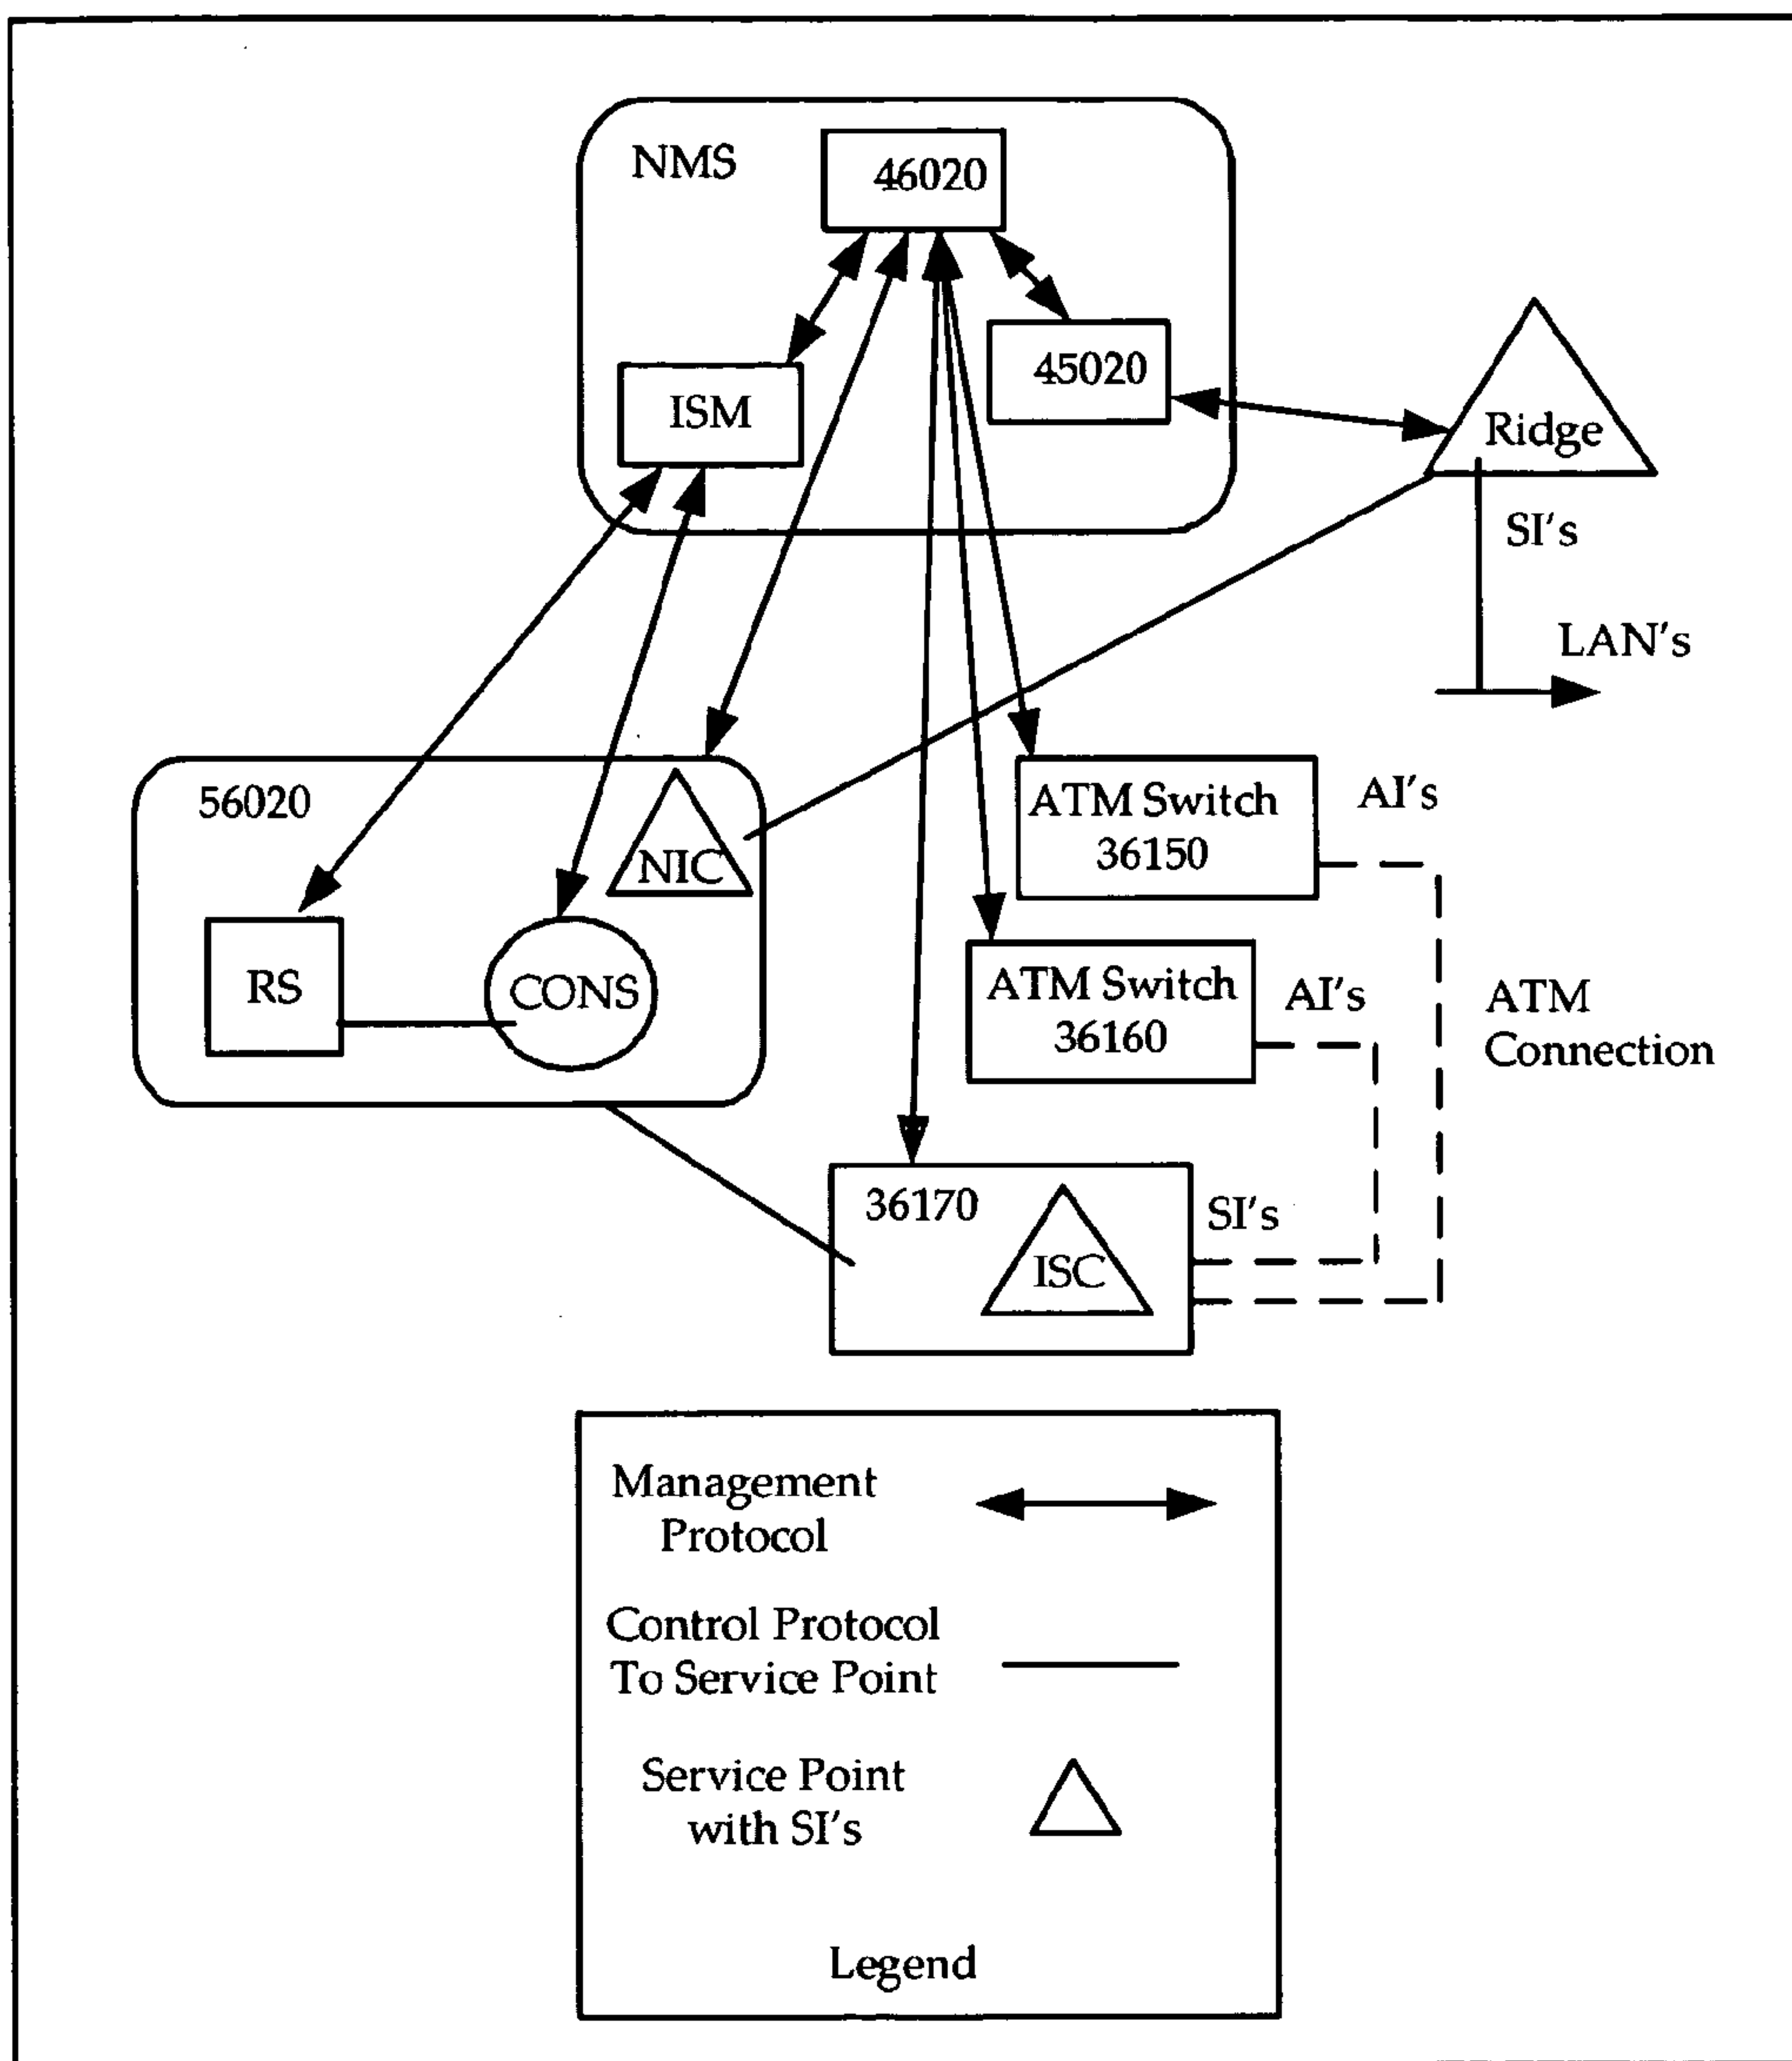 NMS
46020
45020
ISM
Ridge
SI's
LAN's
56020
NIC
RS
CONS
ATM Switch
36150
AI's
ATM Switch
36160
AI's
ATM
Connection
36170
ISC
SI's
Management
Protocol
Control Protocol
To Service Point
Service Point
with SI's
Legend